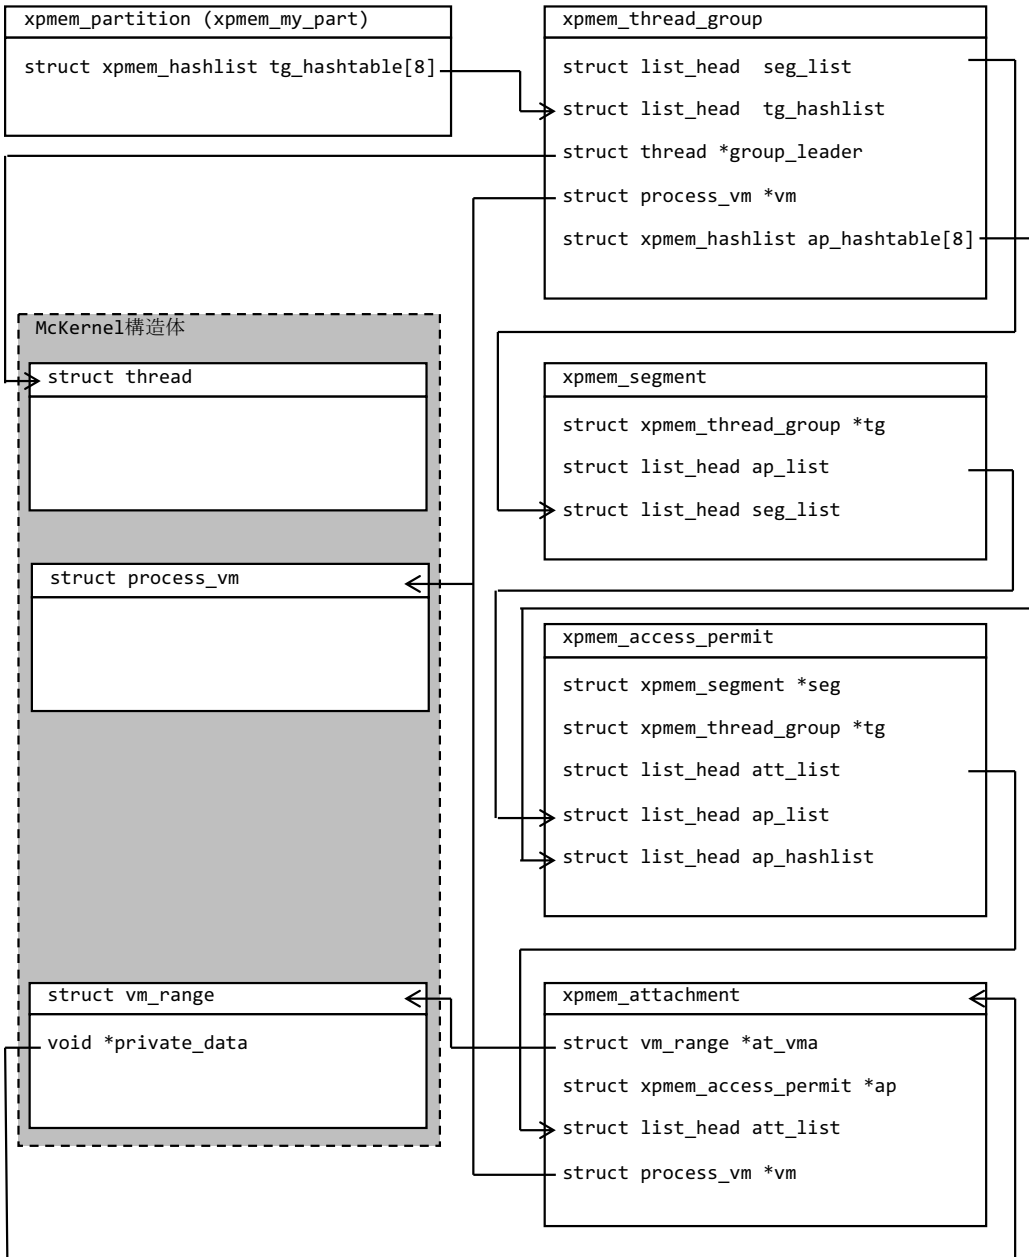 xpmem_partition (xpmem_my_part)
struct xpmem_hashlist tg_hashtable[8]
xpmem_thread_group
struct list_head  seg_list
struct list_head  tg_hashlist
struct thread *group_leader
struct process_vm *vm
struct xpmem_hashlist ap_hashtable[8]
McKernel構造体
struct thread
struct process_vm
struct vm_range
void *private_data
xpmem_segment
struct xpmem_thread_group *tg
struct list_head ap_list
struct list_head seg_list
xpmem_access_permit
struct xpmem_segment *seg
struct xpmem_thread_group *tg
struct list_head att_list
struct list_head ap_list
struct list_head ap_hashlist
xpmem_attachment
struct vm_range *at_vma
struct xpmem_access_permit *ap
struct list_head att_list
struct process_vm *vm